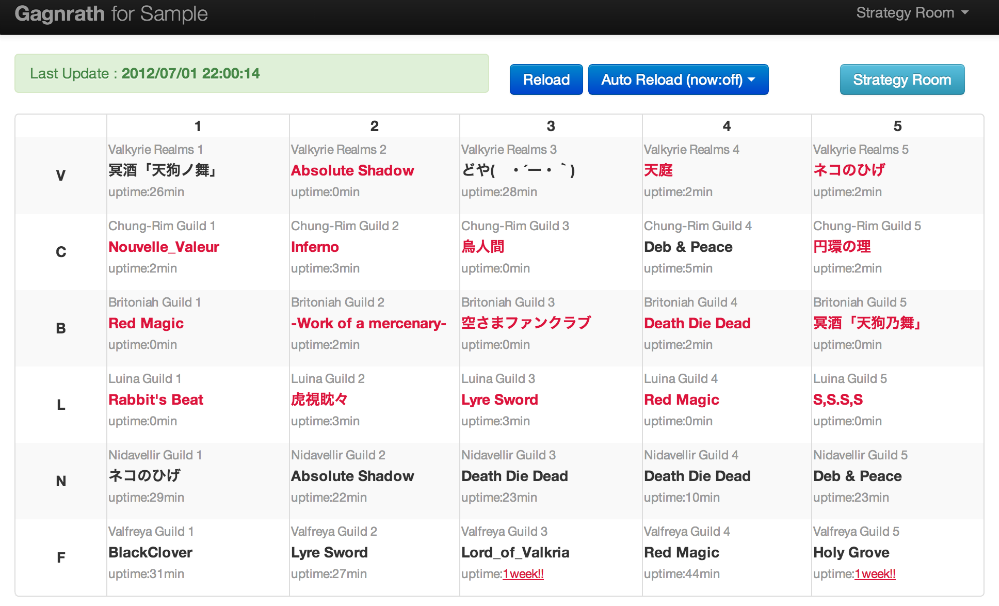 Gagnrath for Sample
Strategy Room
Last Update : 2012/07/01 22:00:14
Reload
Auto Reload (now:off)
Strategy Room
1 2 3 4 5
V
Valkyrie Realms 1
冥酒「天狗ノ舞」
uptime:26min
Valkyrie Realms 2
Absolute Shadow
uptime:0min
Valkyrie Realms 3
どや(　・´ー・｀)
uptime:28min
Valkyrie Realms 4
天庭
uptime:2min
Valkyrie Realms 5
ネコのひげ
uptime:2min
C
Chung-Rim Guild 1
Nouvelle_Valeur
uptime:2min
Chung-Rim Guild 2
Inferno
uptime:3min
Chung-Rim Guild 3
鳥人間
uptime:0min
Chung-Rim Guild 4
Deb & Peace
uptime:5min
Chung-Rim Guild 5
円環の理
uptime:2min
B
Britoniah Guild 1
Red Magic
uptime:0min
Britoniah Guild 2
-Work of a mercenary-
uptime:2min
Britoniah Guild 3
空さまファンクラブ
uptime:0min
Britoniah Guild 4
Death Die Dead
uptime:2min
Britoniah Guild 5
冥酒「天狗乃舞」
uptime:0min
L
Luina Guild 1
Rabbit's Beat
uptime:0min
Luina Guild 2
虎視眈々
uptime:3min
Luina Guild 3
Lyre Sword
uptime:3min
Luina Guild 4
Red Magic
uptime:0min
Luina Guild 5
S,S,S,S
uptime:0min
N
Nidavellir Guild 1
ネコのひげ
uptime:29min
Nidavellir Guild 2
Absolute Shadow
uptime:22min
Nidavellir Guild 3
Death Die Dead
uptime:23min
Nidavellir Guild 4
Death Die Dead
uptime:10min
Nidavellir Guild 5
Deb & Peace
uptime:23min
F
Valfreya Guild 1
BlackClover
uptime:31min
Valfreya Guild 2
Lyre Sword
uptime:27min
Valfreya Guild 3
Lord_of_Valkria
uptime:1week!!
Valfreya Guild 4
Red Magic
uptime:44min
Valfreya Guild 5
Holy Grove
uptime:1week!!